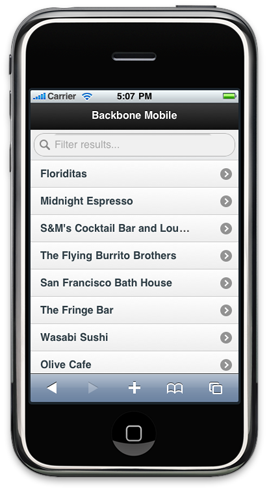 Carrier 5:07 PM
Backbone Mobile
Filter results...
Floriditas
Midnight Espresso
S&M's Cocktail Bar and Lou...
The Flying Burrito Brothers
San Francisco Bath House
The Fringe Bar
Wasabi Sushi
Olive Cafe